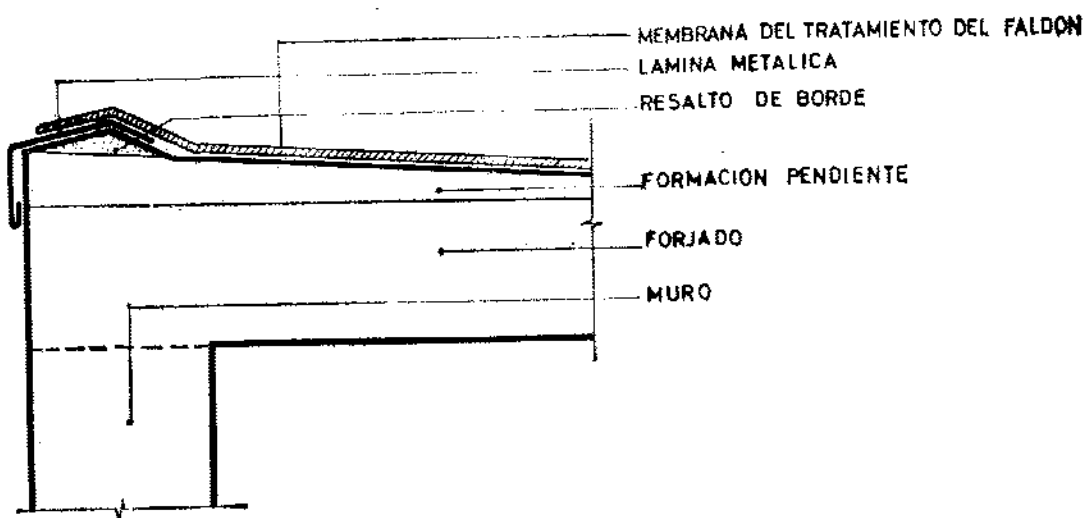 MEMBRANA DEL TRATAMIENTO DEL FALDON
LAMINA METALICA
RESALTO DE BORDE
FORMACION PENDIENTE
FORJADO
MURO